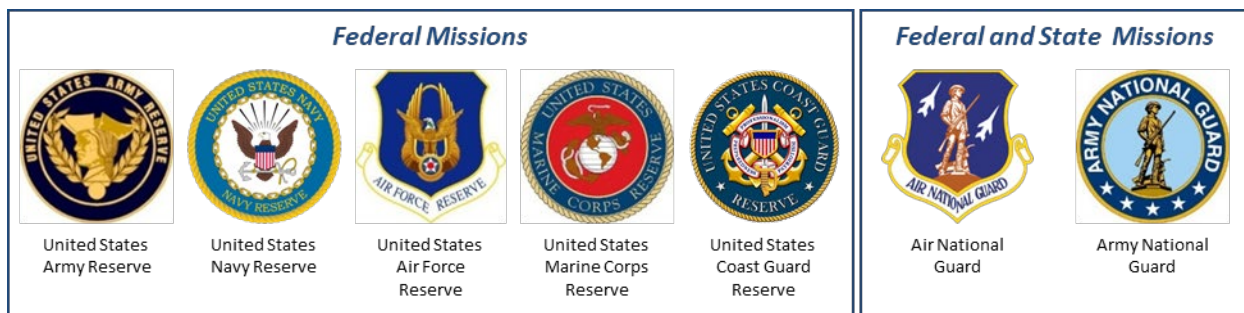 Federal Missions
UNITED STATES ARMY RESERVE
United States
Army Reserve
UNITED STATES NAVY
NAVY RESERVE
United States
Navy Reserve
AIR FORCE RESERVE
United States
Air Force
Reserve
UNITED STATES
MARINE CORPS RESERVE
United States
Marine Corps
Reserve
UNITED STATES COAST GUARD
RESERVE
United States
Coast Guard
Reserve
Federal and State Missions
AIR NATIONAL GUARD
Air National
Guard
ARMY NATIONAL GUARD
Army National
Guard